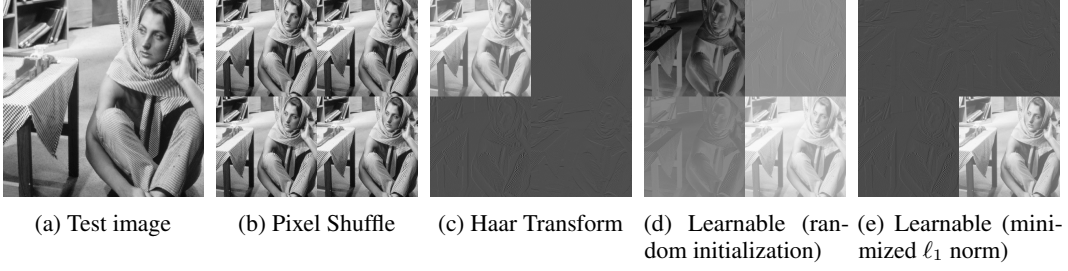 (a) Test image
(b) Pixel Shuffle
(c) Haar Transform
(d) Learnable (ran-
dom initialization)
(e) Learnable (mini-
mized ℓ₁ norm)